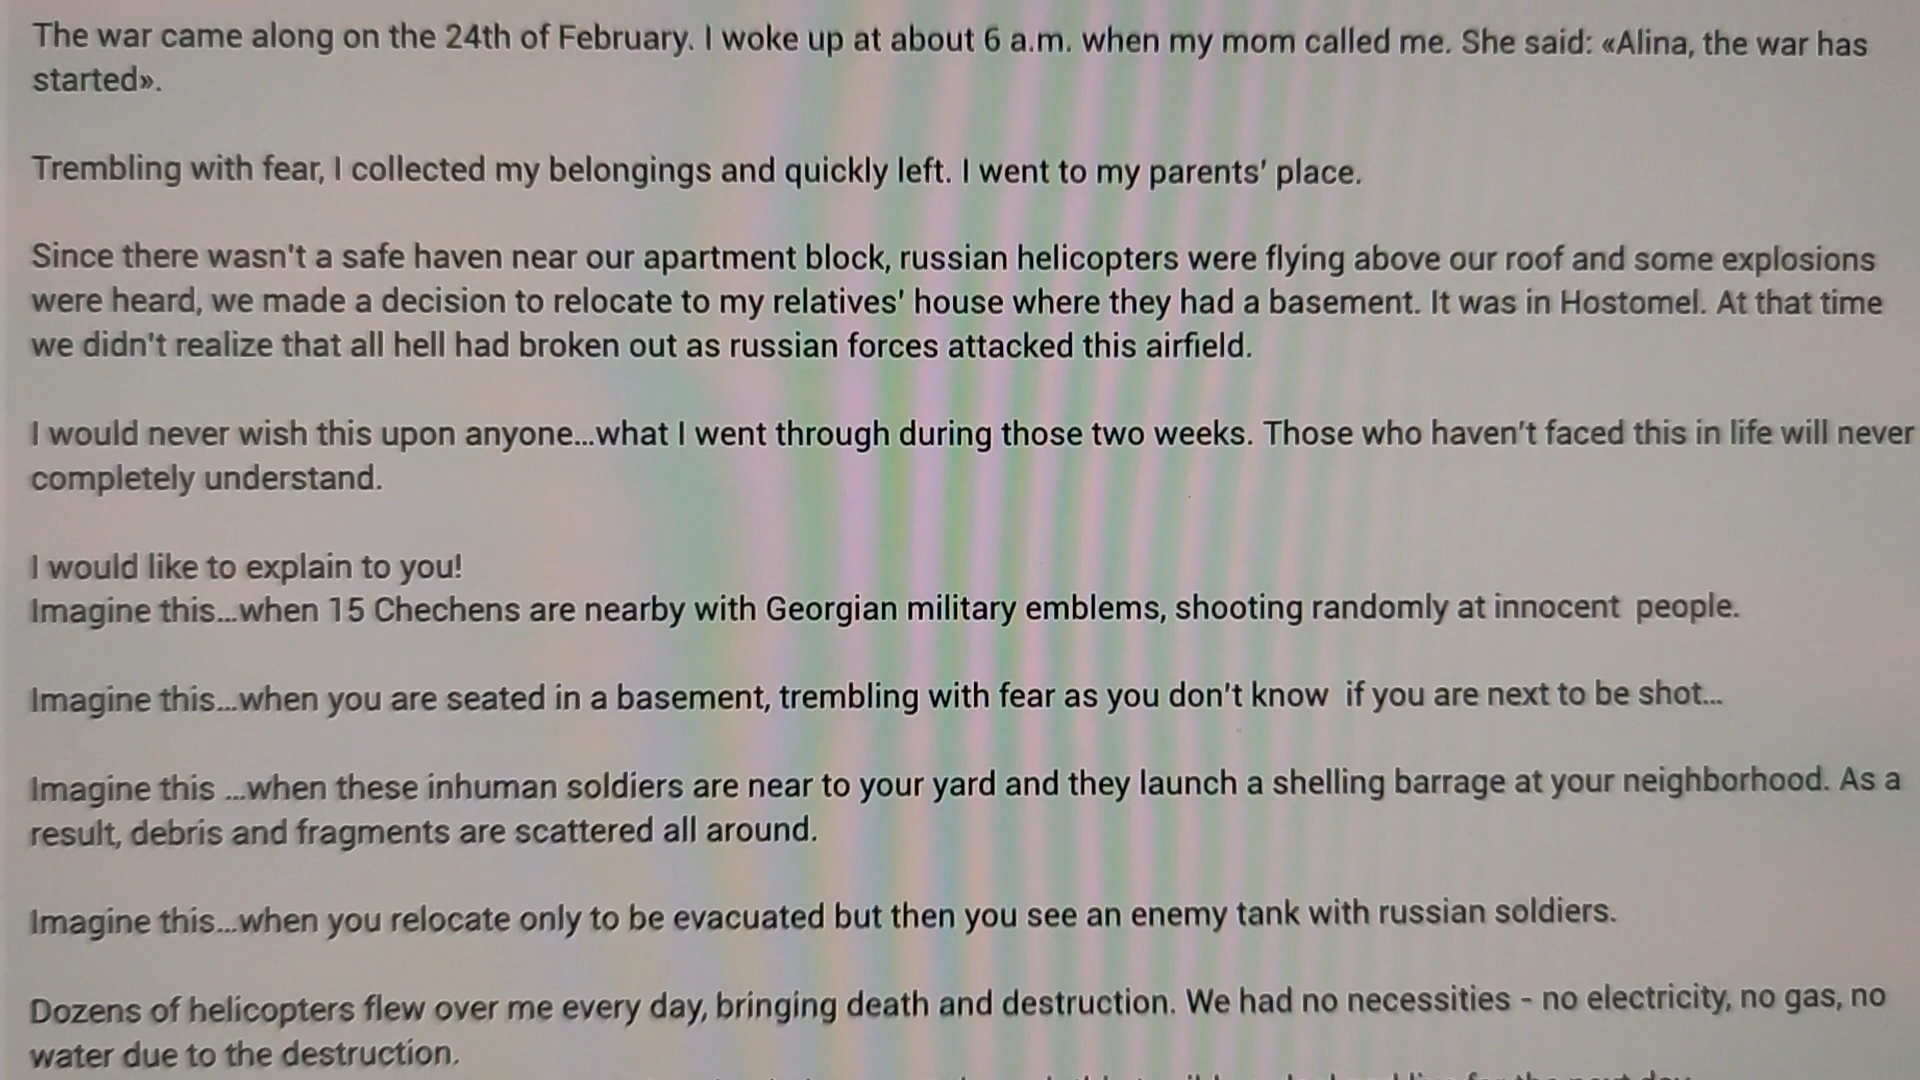 The war came along on the 24th of February. I woke up at about 6 a.m. when my mom called me. She said: «Alina, the war has
started».
Trembling with fear, I collected my belongings and quickly left. I went to my parents' place.
Since there wasn't a safe haven near our apartment block, russian helicopters were flying above our roof and some explosions
were heard, we made a decision to relocate to my relatives' house where they had a basement. It was in Hostomel. At that time
we didn't realize that all hell had broken out as russian forces attacked this airfield.
I would never wish this upon anyone...what I went through during those two weeks. Those who haven't faced this in life will never
completely understand.
I would like to explain to you!
Imagine this...when 15 Chechens are nearby with Georgian military emblems, shooting randomly at innocent  people.
Imagine this...when you are seated in a basement, trembling with fear as you don't know  if you are next to be shot...
Imagine this ...when these inhuman soldiers are near to your yard and they launch a shelling barrage at your neighborhood. As a
result, debris and fragments are scattered all around.
Imagine this...when you relocate only to be evacuated but then you see an enemy tank with russian soldiers.
Dozens of helicopters flew over me every day, bringing death and destruction. We had no necessities - no electricity, no gas, no
water due to the destruction.